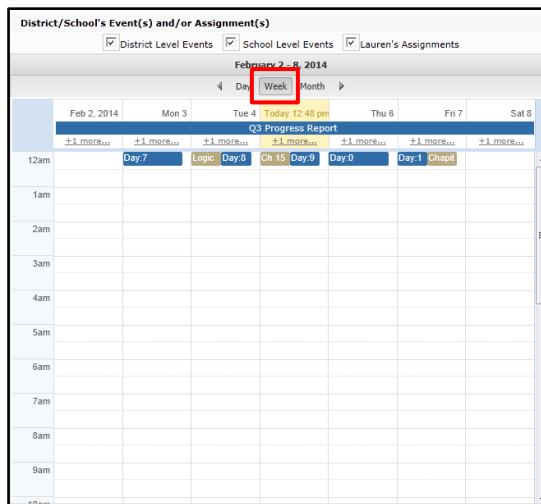 District/School's Event(s) and/or Assignment(s)
District Level Events School Level Events Lauren's Assignments
February 2 - 8, 2014
Day Week Month
Feb 2, 2014 Mon 3 Tue 4 Today 12:48 pm Thu 6 Fri 7 Sat 8
Q3 Progress Report
+1 more... +1 more... +1 more... +1 more... +1 more... +1 more... +1 more...
12am Day:7 Logic Day:8 Ch 15 Day:9 Day:0 Day:1 Chapt
1am
2am
3am
4am
5am
6am
7am
8am
9am